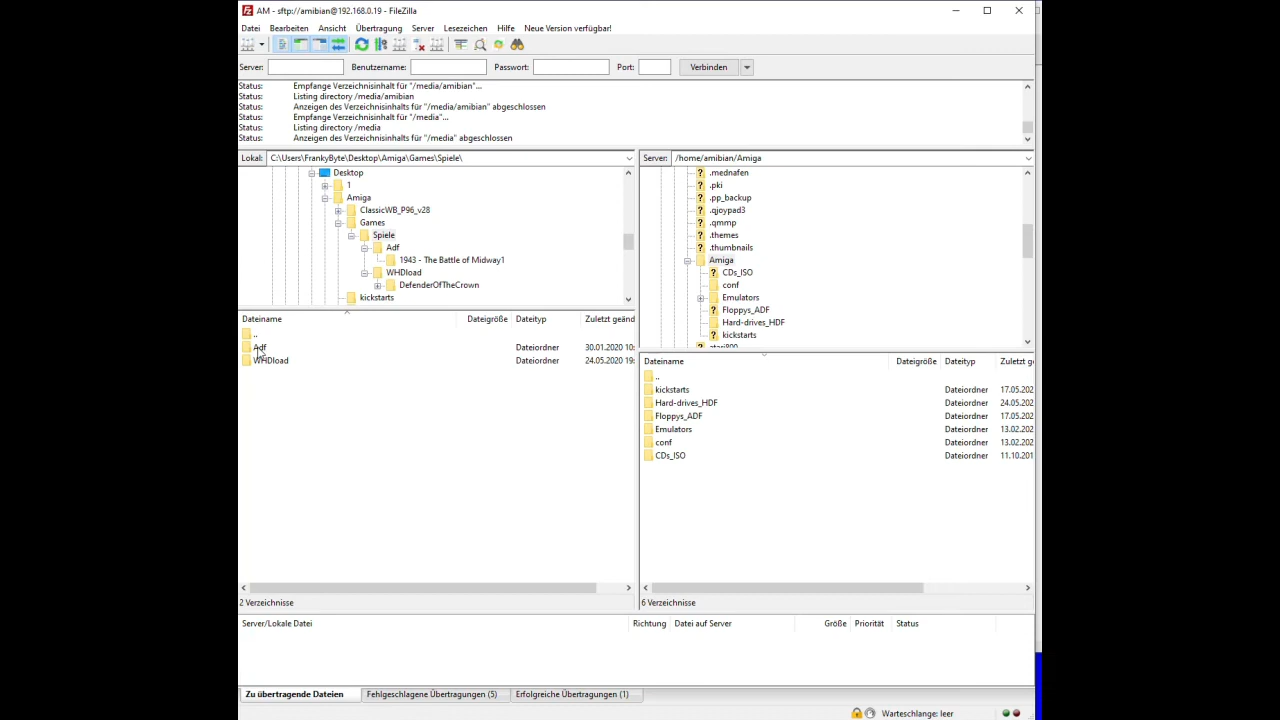 AM - sftp://amibian@192.168.0.19 - FileZilla
Datei Bearbeiten Ansicht Übertragung Server Lesezeichen Hilfe Neue Version verfügbar!
Server: Benutzername: Passwort: Port: Verbinden
Status: Empfange Verzeichnisinhalt für "/media/amibian"...
Status: Listing directory /media/amibian
Status: Anzeigen des Verzeichnisinhalts für "/media/amibian" abgeschlossen
Status: Empfange Verzeichnisinhalt für "/media"...
Status: Listing directory /media
Status: Anzeigen des Verzeichnisinhalts für "/media" abgeschlossen
Lokal: C:\Users\FrankyByte\Desktop\Amiga\Games\Spiele\
Desktop
1
Amiga
ClassicWB_P96_v28
Games
Spiele
Adf
1943 - The Battle of Midway1
WHDload
DefenderOfTheCrown
kickstarts
Dateiname Dateigröße Dateityp Zuletzt geänd
..
Adf Dateiordner 30.01.2020 10:
WHDload Dateiordner 24.05.2020 19:
2 Verzeichnisse
Server: /home/amibian/Amiga
.mednafen
.pki
.pp_backup
.qjoypad3
.qmmp
.themes
.thumbnails
Amiga
CDs_ISO
conf
Emulators
Floppys_ADF
Hard-drives_HDF
kickstarts
atari800
Dateiname Dateigröße Dateityp Zuletzt ge
..
kickstarts Dateiordner 17.05.202
Hard-drives_HDF Dateiordner 24.05.202
Floppys_ADF Dateiordner 17.05.202
Emulators Dateiordner 13.02.202
conf Dateiordner 13.02.202
CDs_ISO Dateiordner 11.10.201
6 Verzeichnisse
Server/Lokale Datei Richtung Datei auf Server Größe Priorität Status
Zu übertragende Dateien Fehlgeschlagene Übertragungen (5) Erfolgreiche Übertragungen (1)
Warteschlange: leer